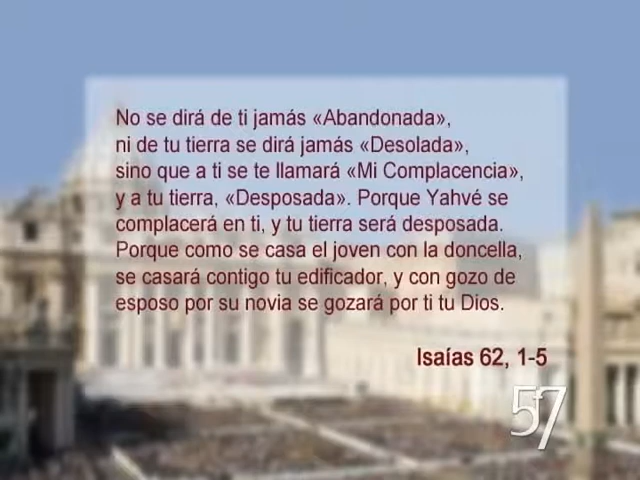 No se dirá de ti jamás «Abandonada»,
ni de tu tierra se dirá jamás «Desolada»,
sino que a ti se te llamará «Mi Complacencia»,
y a tu tierra, «Desposada». Porque Yahvé se
complacerá en ti, y tu tierra será desposada.
Porque como se casa el joven con la doncella,
se casará contigo tu edificador, y con gozo de
esposo por su novia se gozará por ti tu Dios.
Isaías 62, 1-5
57